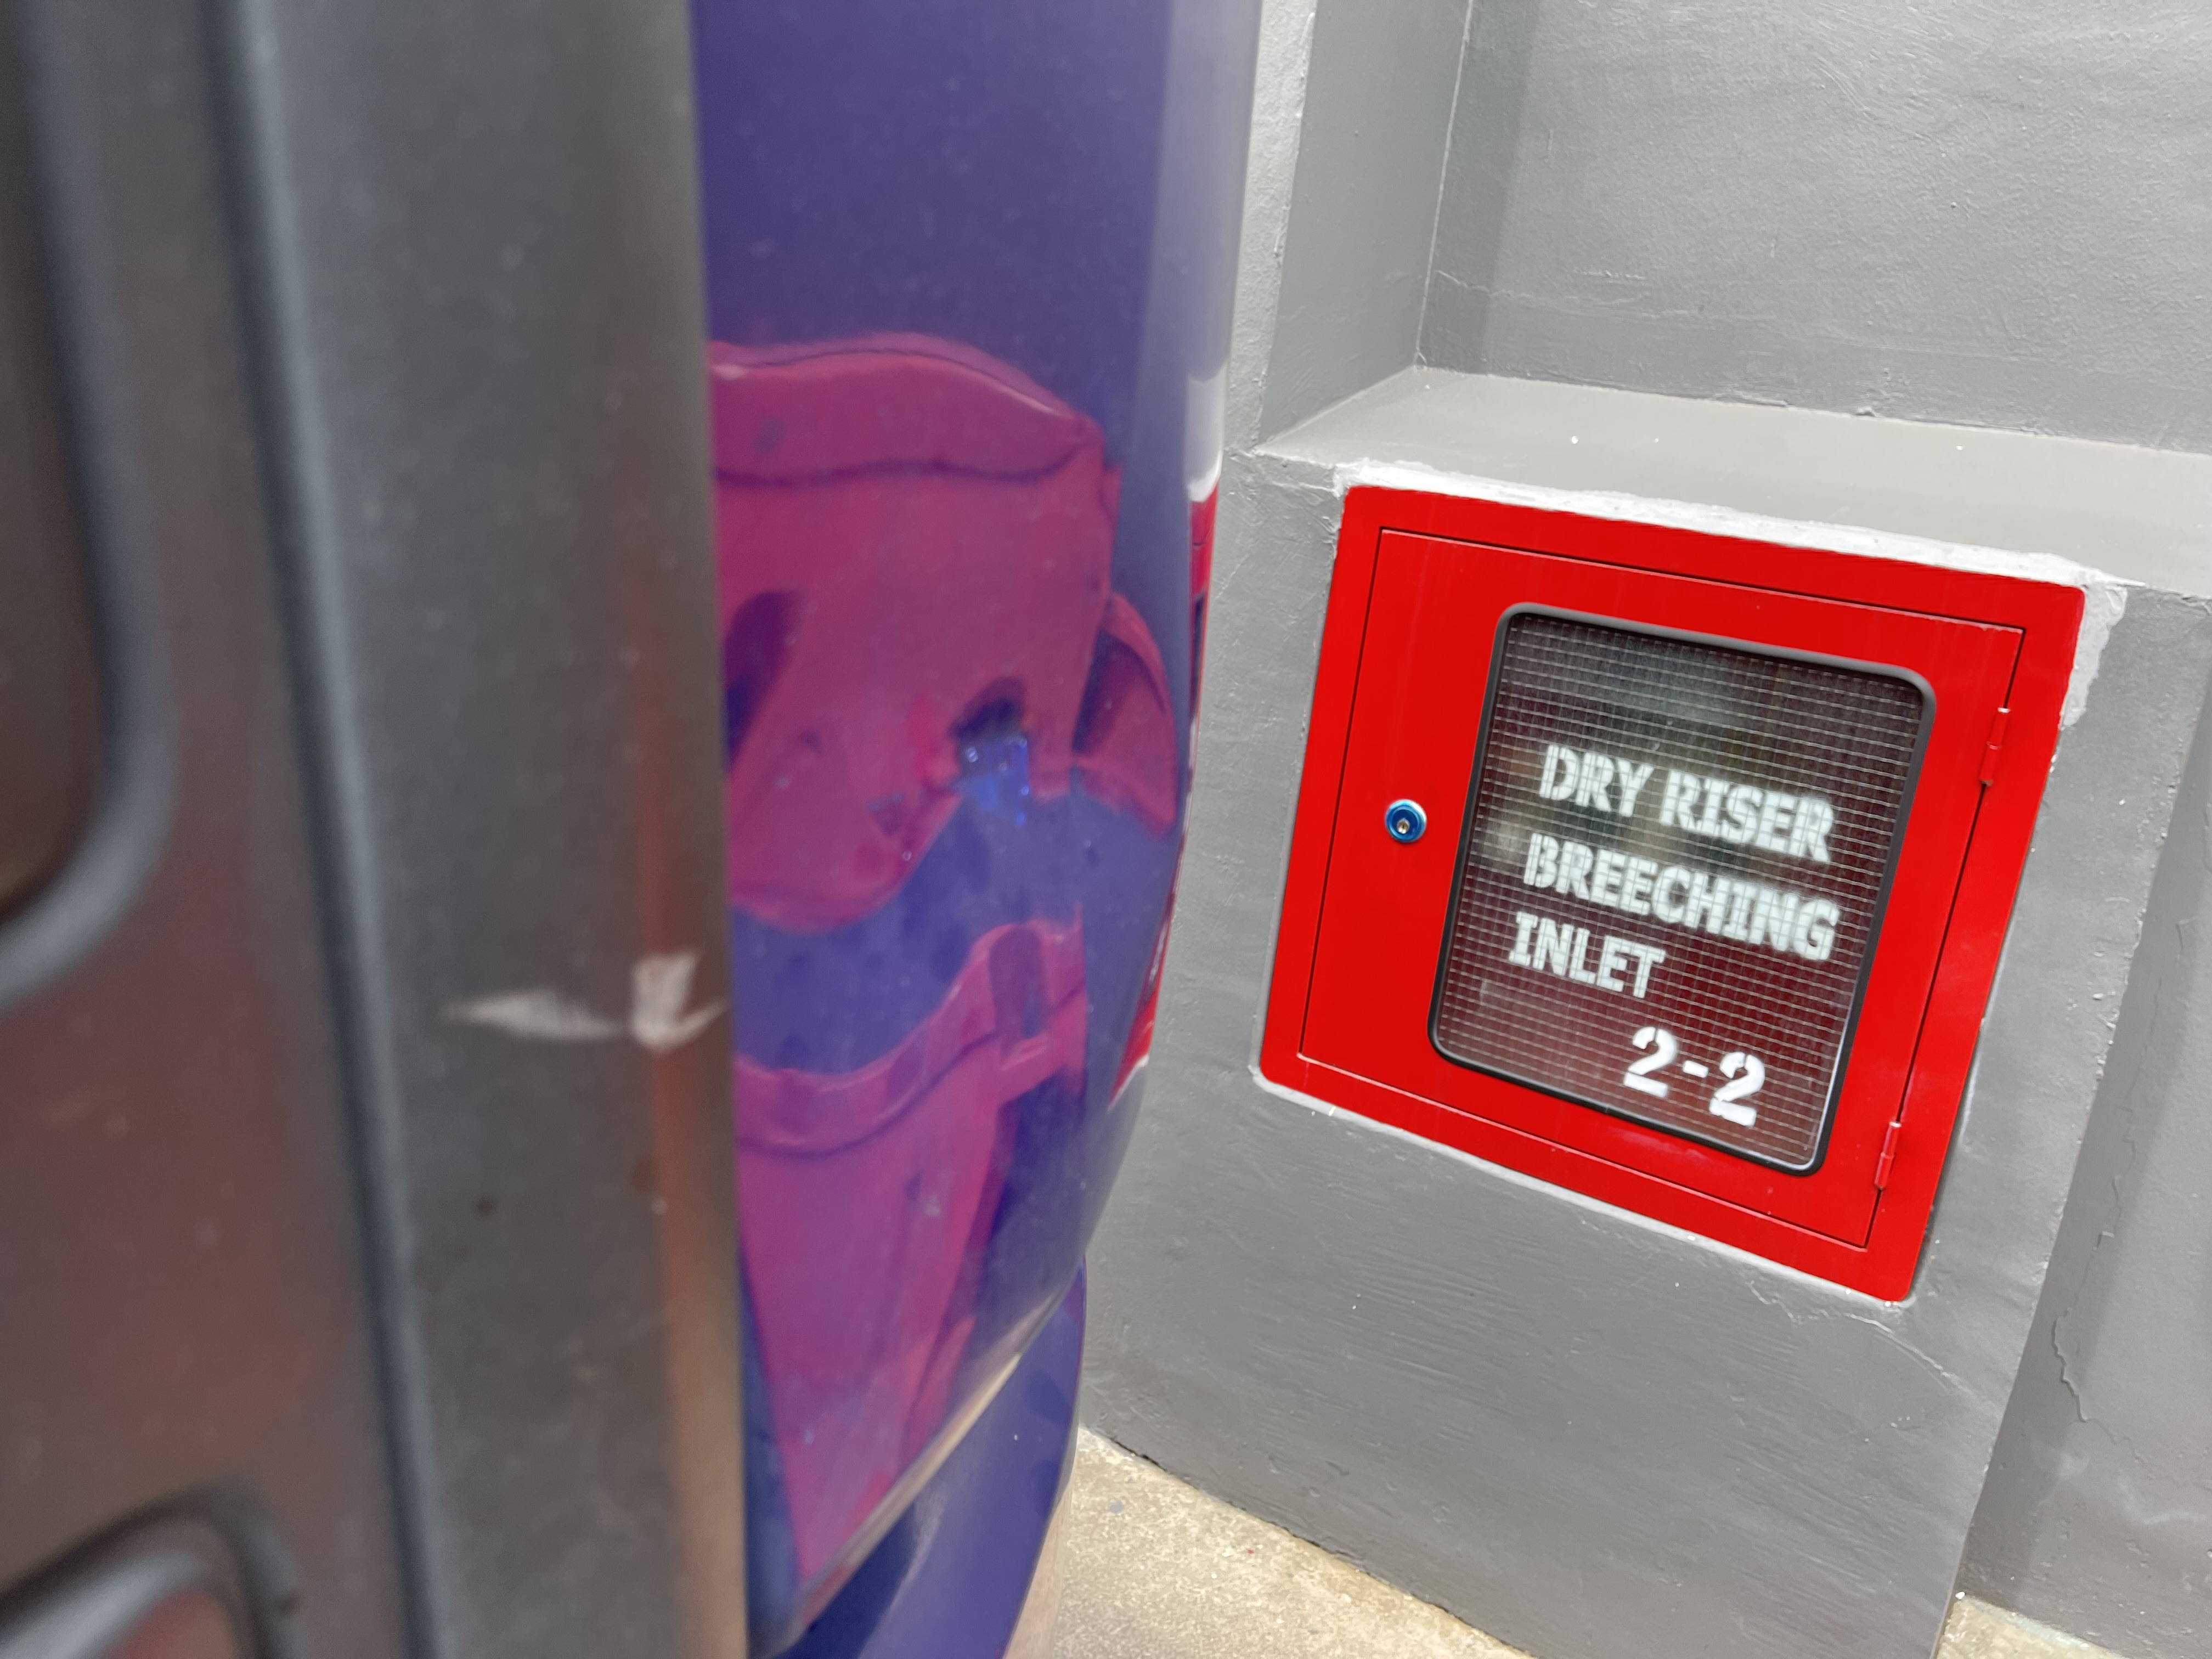 DRY RISER
BREECHING
INLET
2-2